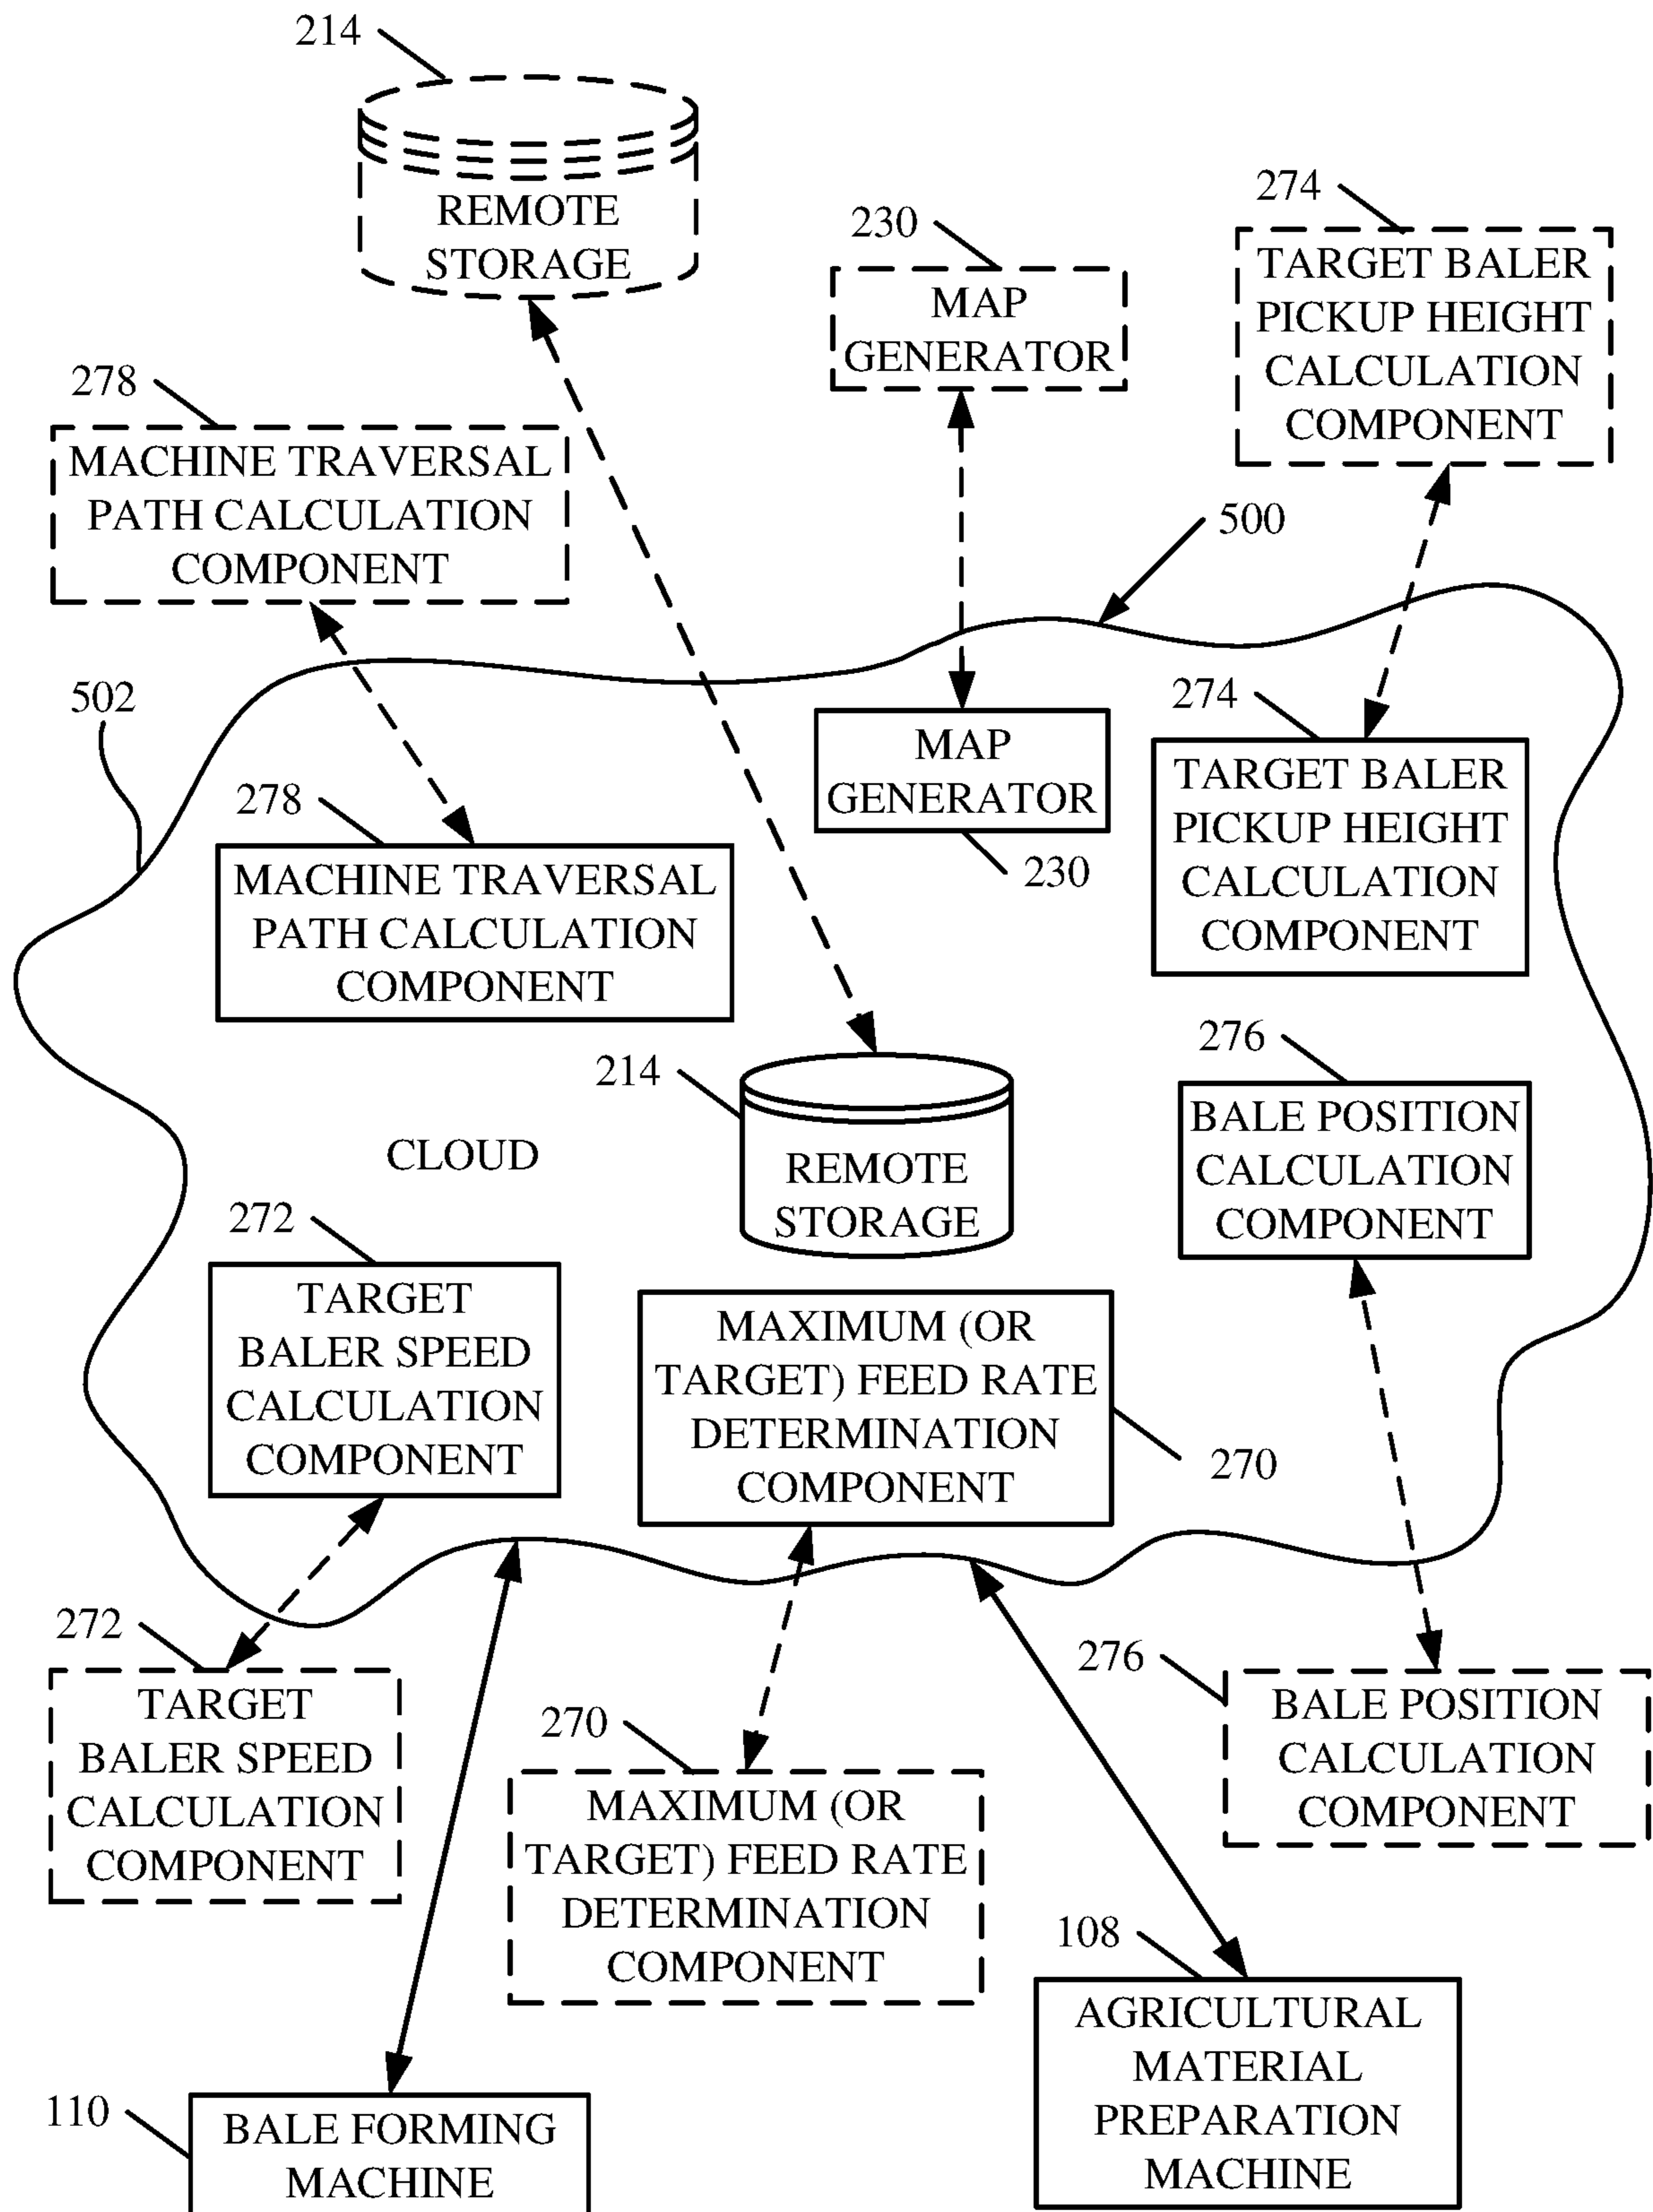 214
REMOTE
STORAGE
230
MAP
GENERATOR
274
TARGET BALER
PICKUP HEIGHT
CALCULATION
COMPONENT
278
MACHINE TRAVERSAL
PATH CALCULATION
COMPONENT
500
502
278
MACHINE TRAVERSAL
PATH CALCULATION
COMPONENT
MAP
GENERATOR
230
274
TARGET BALER
PICKUP HEIGHT
CALCULATION
COMPONENT
214
REMOTE
STORAGE
276
BALE POSITION
CALCULATION
COMPONENT
CLOUD
272
TARGET
BALER SPEED
CALCULATION
COMPONENT
MAXIMUM (OR
TARGET) FEED RATE
DETERMINATION
COMPONENT
270
272
TARGET
BALER SPEED
CALCULATION
COMPONENT
270
MAXIMUM (OR
TARGET) FEED RATE
DETERMINATION
COMPONENT
276
BALE POSITION
CALCULATION
COMPONENT
108
AGRICULTURAL
MATERIAL
PREPARATION
MACHINE
110
BALE FORMING
MACHINE